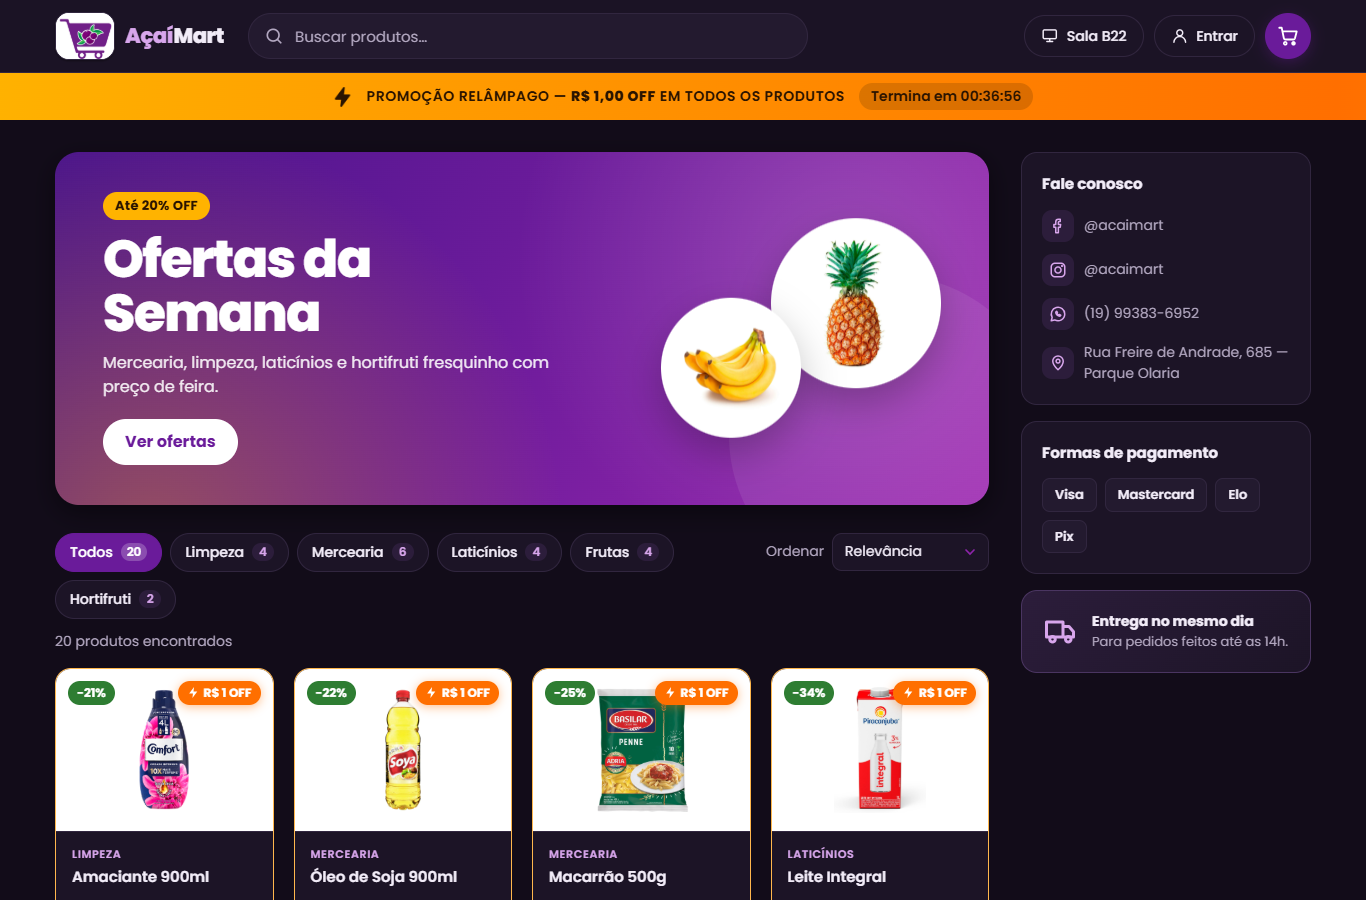 AçaíMart
Buscar produtos...
Sala B22
Entrar
PROMOÇÃO RELÂMPAGO — R$ 1,00 OFF EM TODOS OS PRODUTOS
Termina em 00:36:56
Até 20% OFF
Ofertas da
Semana
Mercearia, limpeza, laticínios e hortifruti fresquinho com
preço de feira.
Ver ofertas
Fale conosco
@acaimart
@acaimart
(19) 99383-6952
Rua Freire de Andrade, 685 —
Parque Olaria
Formas de pagamento
Visa
Mastercard
Elo
Pix
Entrega no mesmo dia
Para pedidos feitos até as 14h.
Todos 20
Limpeza 4
Mercearia 6
Laticínios 4
Frutas 4
Hortifruti 2
Ordenar
Relevância
20 produtos encontrados
-21%
R$ 1 OFF
Comfort
LIMPEZA
Amaciante 900ml
-22%
R$ 1 OFF
Soya
MERCEARIA
Óleo de Soja 900ml
-25%
R$ 1 OFF
BASILAR
PENNE
ADRIA
MERCEARIA
Macarrão 500g
-34%
R$ 1 OFF
Piracanjuba
integral
LATICÍNIOS
Leite Integral